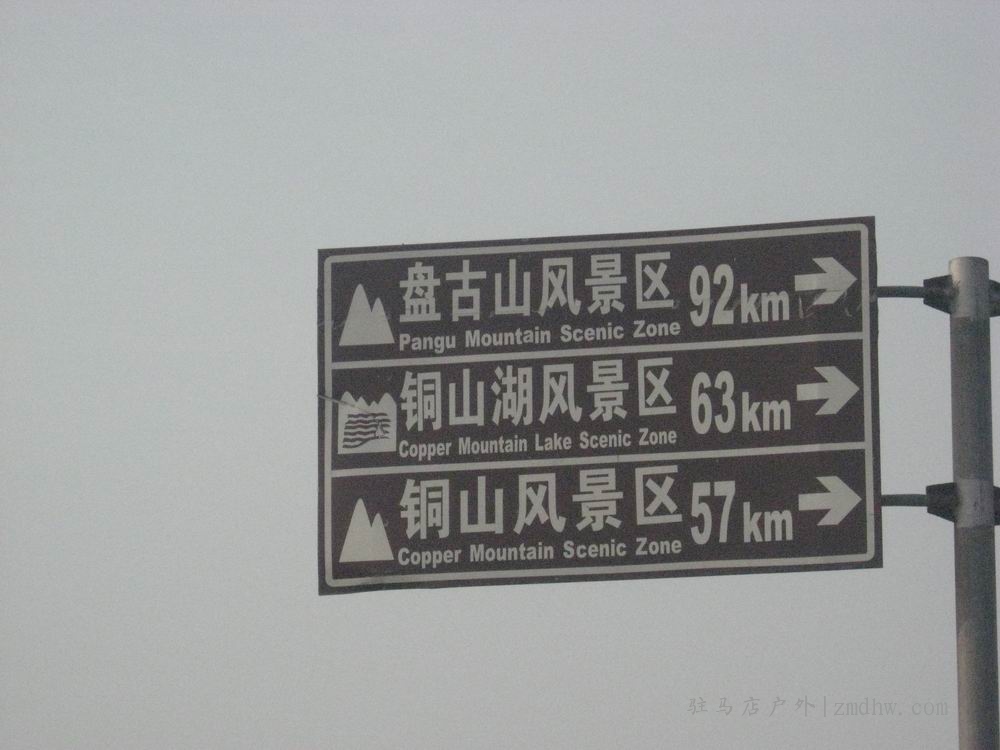 盘古山风景区 92km
Pangu Mountain Scenic Zone
铜山湖风景区 63km
Copper Mountain Lake Scenic Zone
铜山风景区 57km
Copper Mountain Scenic Zone
驻马店户外|zmdhw.com